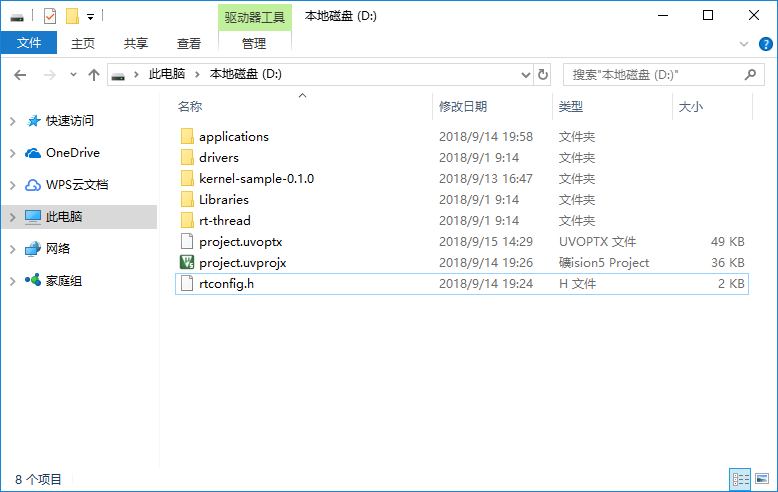 驱动器工具 本地磁盘 (D:)
文件 主页 共享 查看 管理
此电脑 本地磁盘 (D:) 搜索"本地磁盘 (D:)"
快速访问
OneDrive
WPS云文档
此电脑
网络
家庭组
名称 修改日期 类型 大小
applications 2018/9/14 19:58 文件夹
drivers 2018/9/1 9:14 文件夹
kernel-sample-0.1.0 2018/9/13 16:47 文件夹
Libraries 2018/9/1 9:14 文件夹
rt-thread 2018/9/1 9:14 文件夹
project.uvoptx 2018/9/15 14:29 UVOPTX 文件 49 KB
project.uvprojx 2018/9/14 19:26 礦ision5 Project 36 KB
rtconfig.h 2018/9/14 19:24 H 文件 2 KB
8 个项目